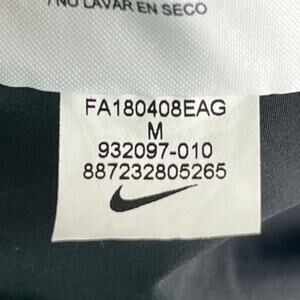 /NO LAVAR EN SECO
FA180408EAG
M
932097-010
887232805265